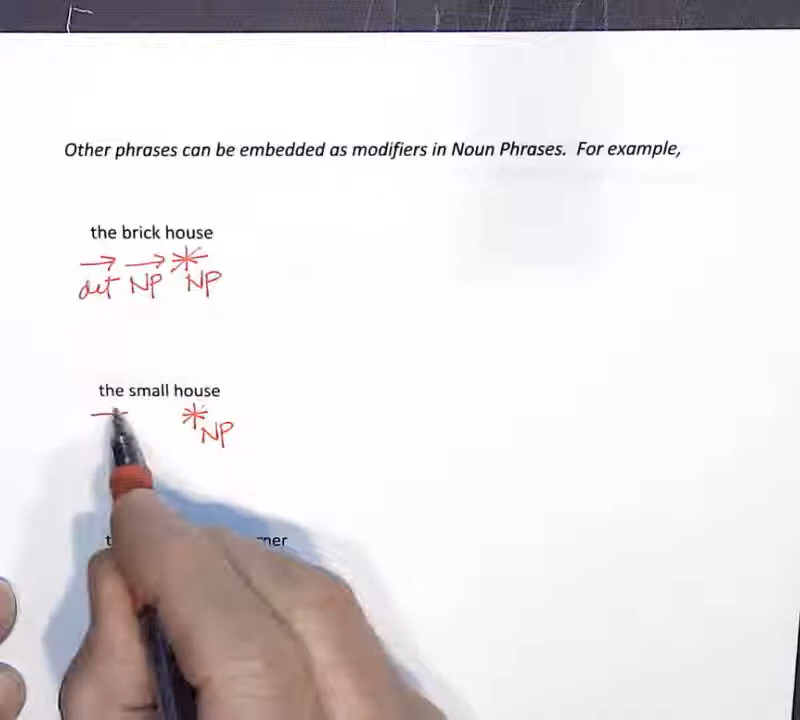 Other phrases can be embedded as modifiers in Noun Phrases. For example,
the brick house
det NP NP
the small house
NP